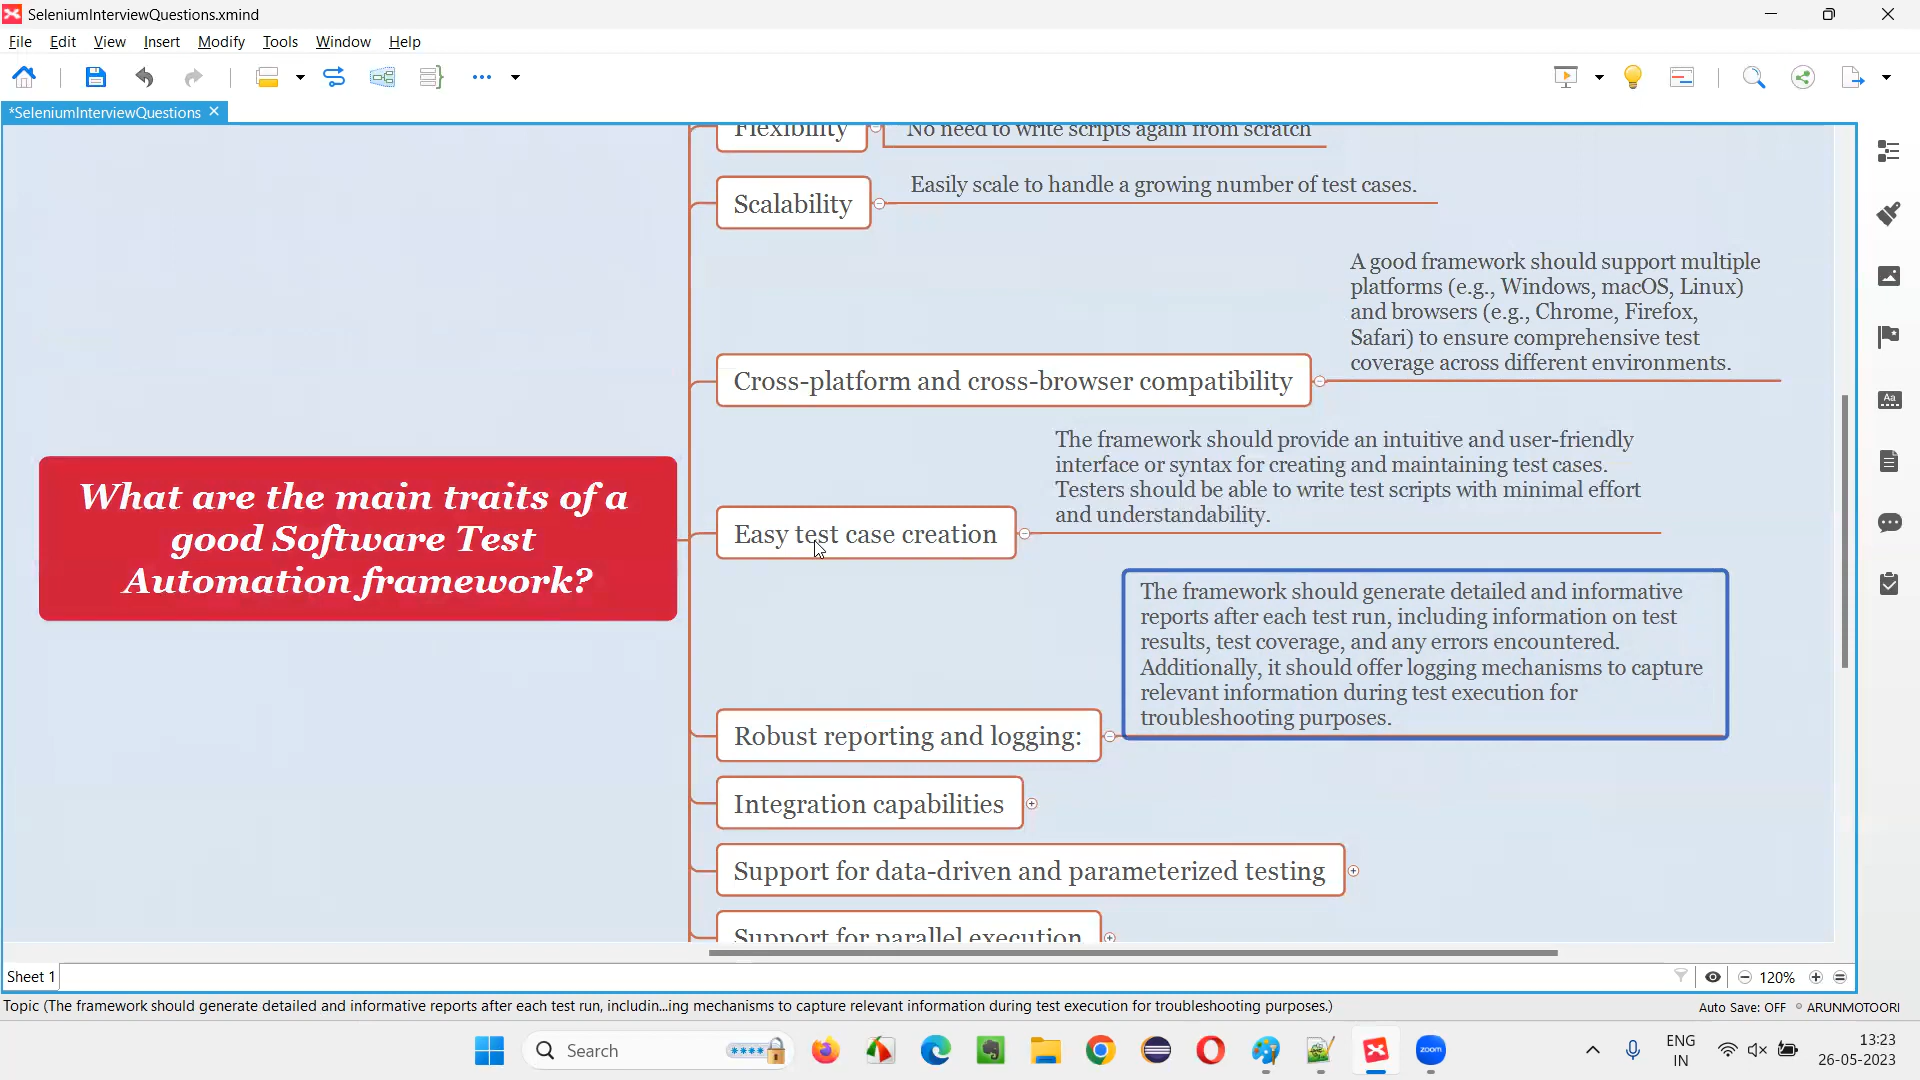 SeleniumInterviewQuestions.xmind
File Edit View Insert Modify Tools Window Help
*SeleniumInterviewQuestions
Flexibility
No need to write scripts again from scratch
Scalability
Easily scale to handle a growing number of test cases.
Cross-platform and cross-browser compatibility
A good framework should support multiple
platforms (e.g., Windows, macOS, Linux)
and browsers (e.g., Chrome, Firefox,
Safari) to ensure comprehensive test
coverage across different environments.
What are the main traits of a
good Software Test
Automation framework?
Easy test case creation
The framework should provide an intuitive and user-friendly
interface or syntax for creating and maintaining test cases.
Testers should be able to write test scripts with minimal effort
and understandability.
Robust reporting and logging:
The framework should generate detailed and informative
reports after each test run, including information on test
results, test coverage, and any errors encountered.
Additionally, it should offer logging mechanisms to capture
relevant information during test execution for
troubleshooting purposes.
Integration capabilities
Support for data-driven and parameterized testing
Support for parallel execution
Sheet 1
120%
Topic (The framework should generate detailed and informative reports after each test run, includin...ing mechanisms to capture relevant information during test execution for troubleshooting purposes.)
Auto Save: OFF ARUNMOTOORI
Search
zoom
ENG
IN
13:23
26-05-2023